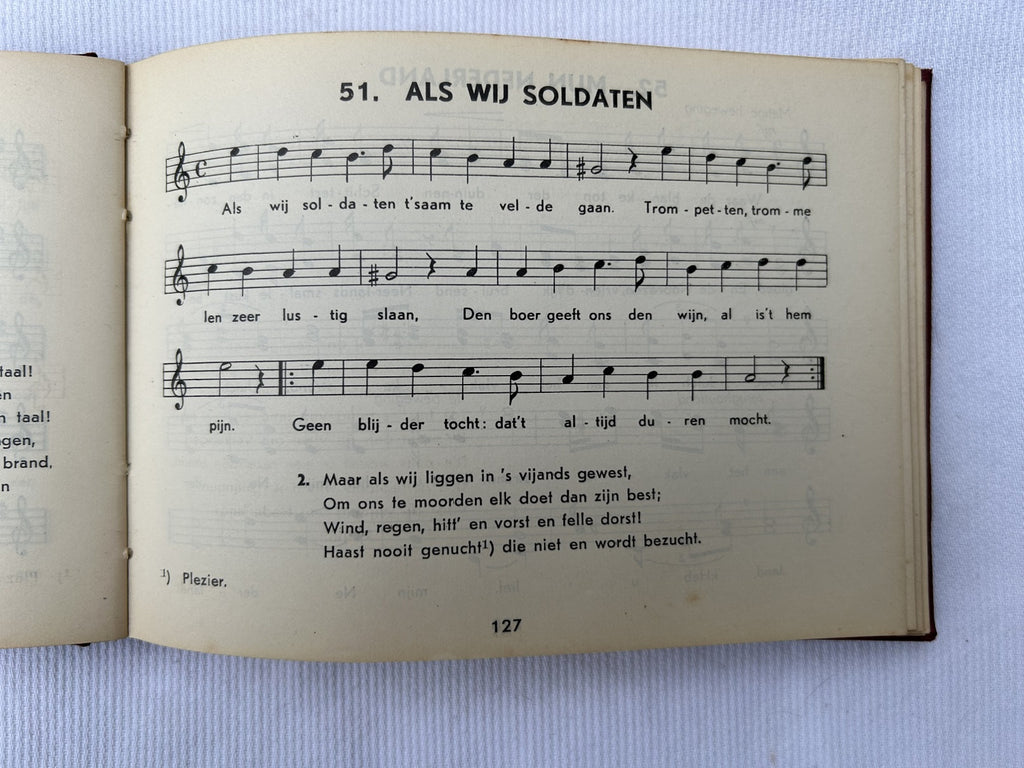 taal!
en
n taal!
gen,
brand,
n
51. ALS WIJ SOLDATEN
Als wij sol - da - ten t'saam te vel - de gaan. Trom - pet - ten, trom - me
len zeer lus - tig slaan, Den boer geeft ons den wijn, al is't hem
pijn. Geen blij - der tocht: dat't al - tijd du - ren mocht.
2. Maar als wij liggen in 's vijands gewest,
Om ons te moorden elk doet dan zijn best;
Wind, regen, hitt' en vorst en felle dorst!
Haast nooit genucht¹) die niet en wordt bezucht.
¹) Plezier.
127